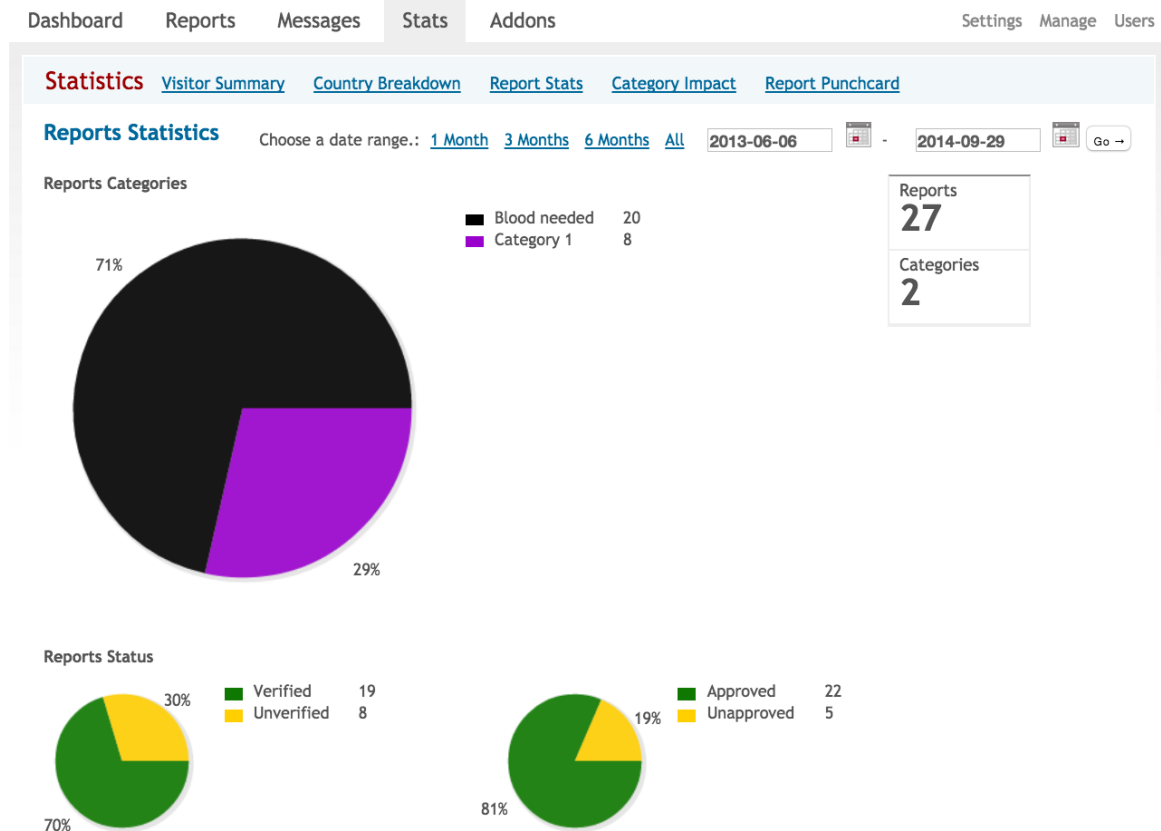 Dashboard Reports Messages Stats Addons Settings Manage Users
Statistics Visitor Summary Country Breakdown Report Stats Category Impact Report Punchcard
Reports Statistics Choose a date range.: 1 Month 3 Months 6 Months All 2013-06-06 - 2014-09-29 Go →
Reports Categories
Blood needed 20
Category 1 8
Reports
27
Categories
2
71%
29%
Reports Status
Verified 19
Unverified 8
30%
70%
Approved 22
Unapproved 5
19%
81%